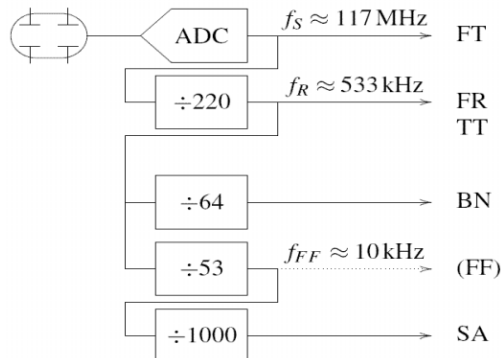 ADC
f_S ≈ 117 MHz
FT
÷220
f_R ≈ 533 kHz
FR
TT
÷64
BN
÷53
f_FF ≈ 10 kHz
(FF)
÷1000
SA